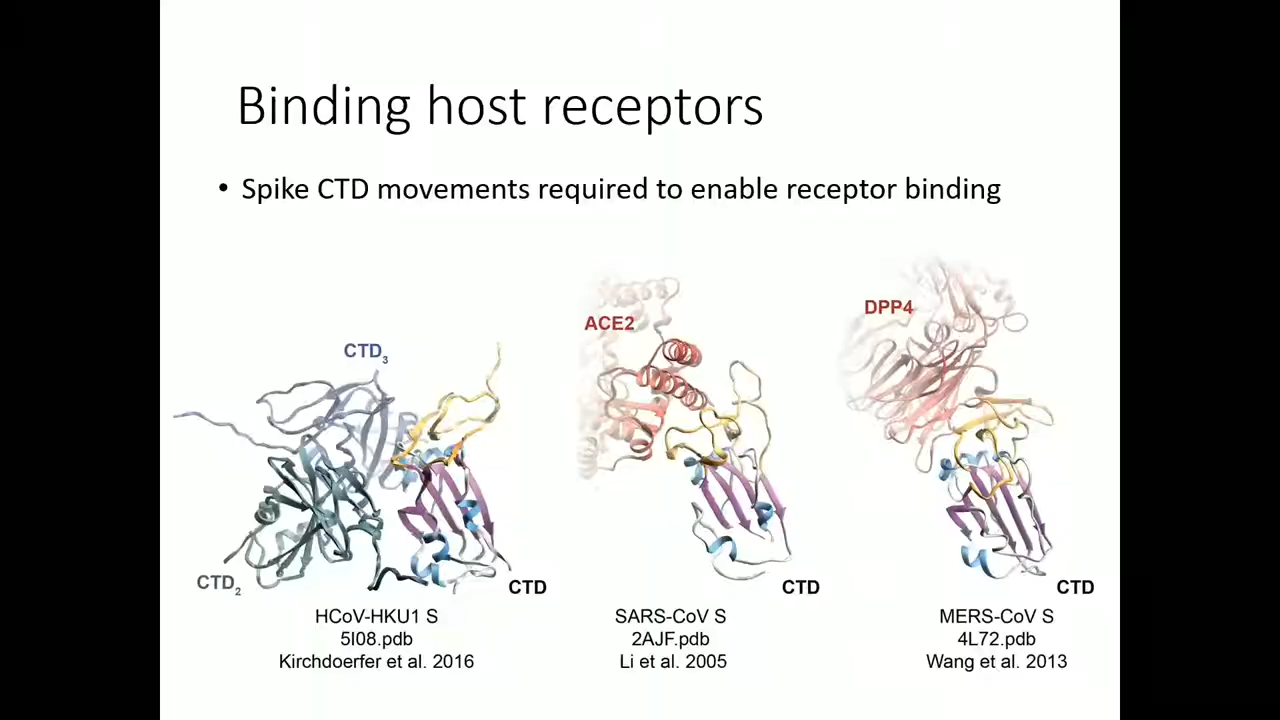 Binding host receptors
• Spike CTD movements required to enable receptor binding
CTD3
CTD2
CTD
HCoV-HKU1 S
5I08.pdb
Kirchdoerfer et al. 2016
ACE2
CTD
SARS-CoV S
2AJF.pdb
Li et al. 2005
DPP4
CTD
MERS-CoV S
4L72.pdb
Wang et al. 2013